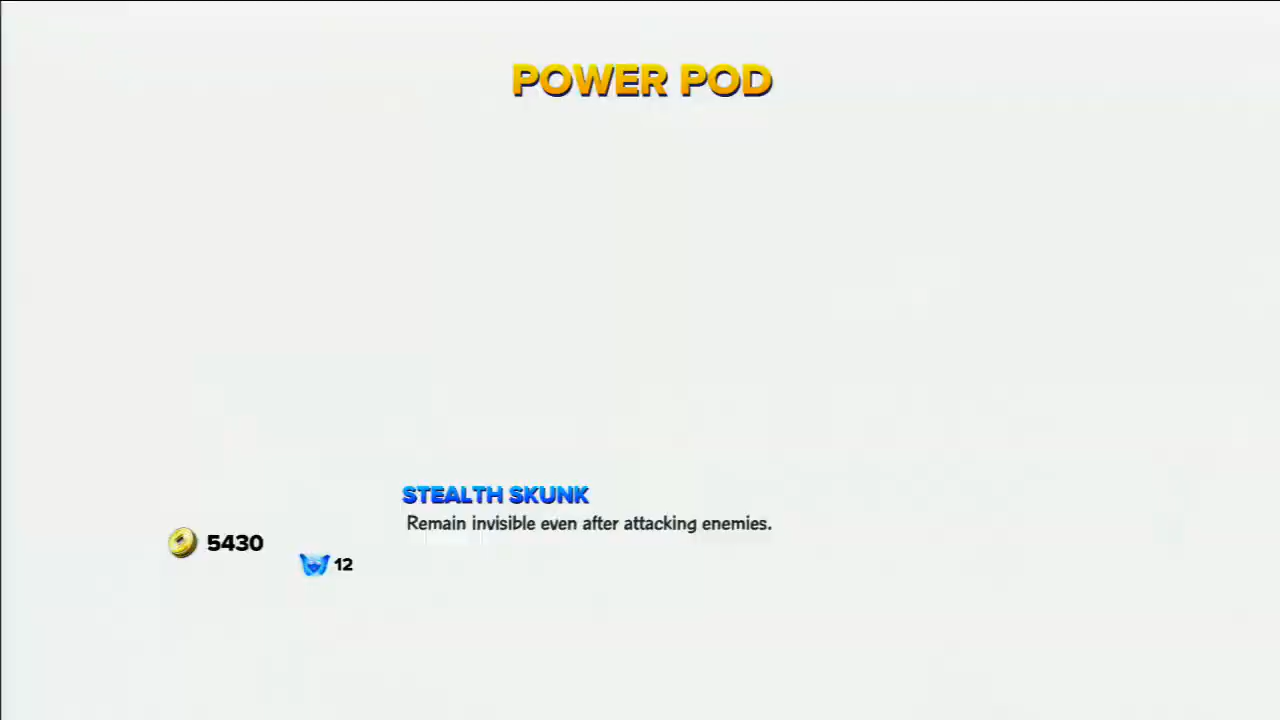 POWER POD
STEALTH SKUNK
Remain invisible even after attacking enemies.
5430
12